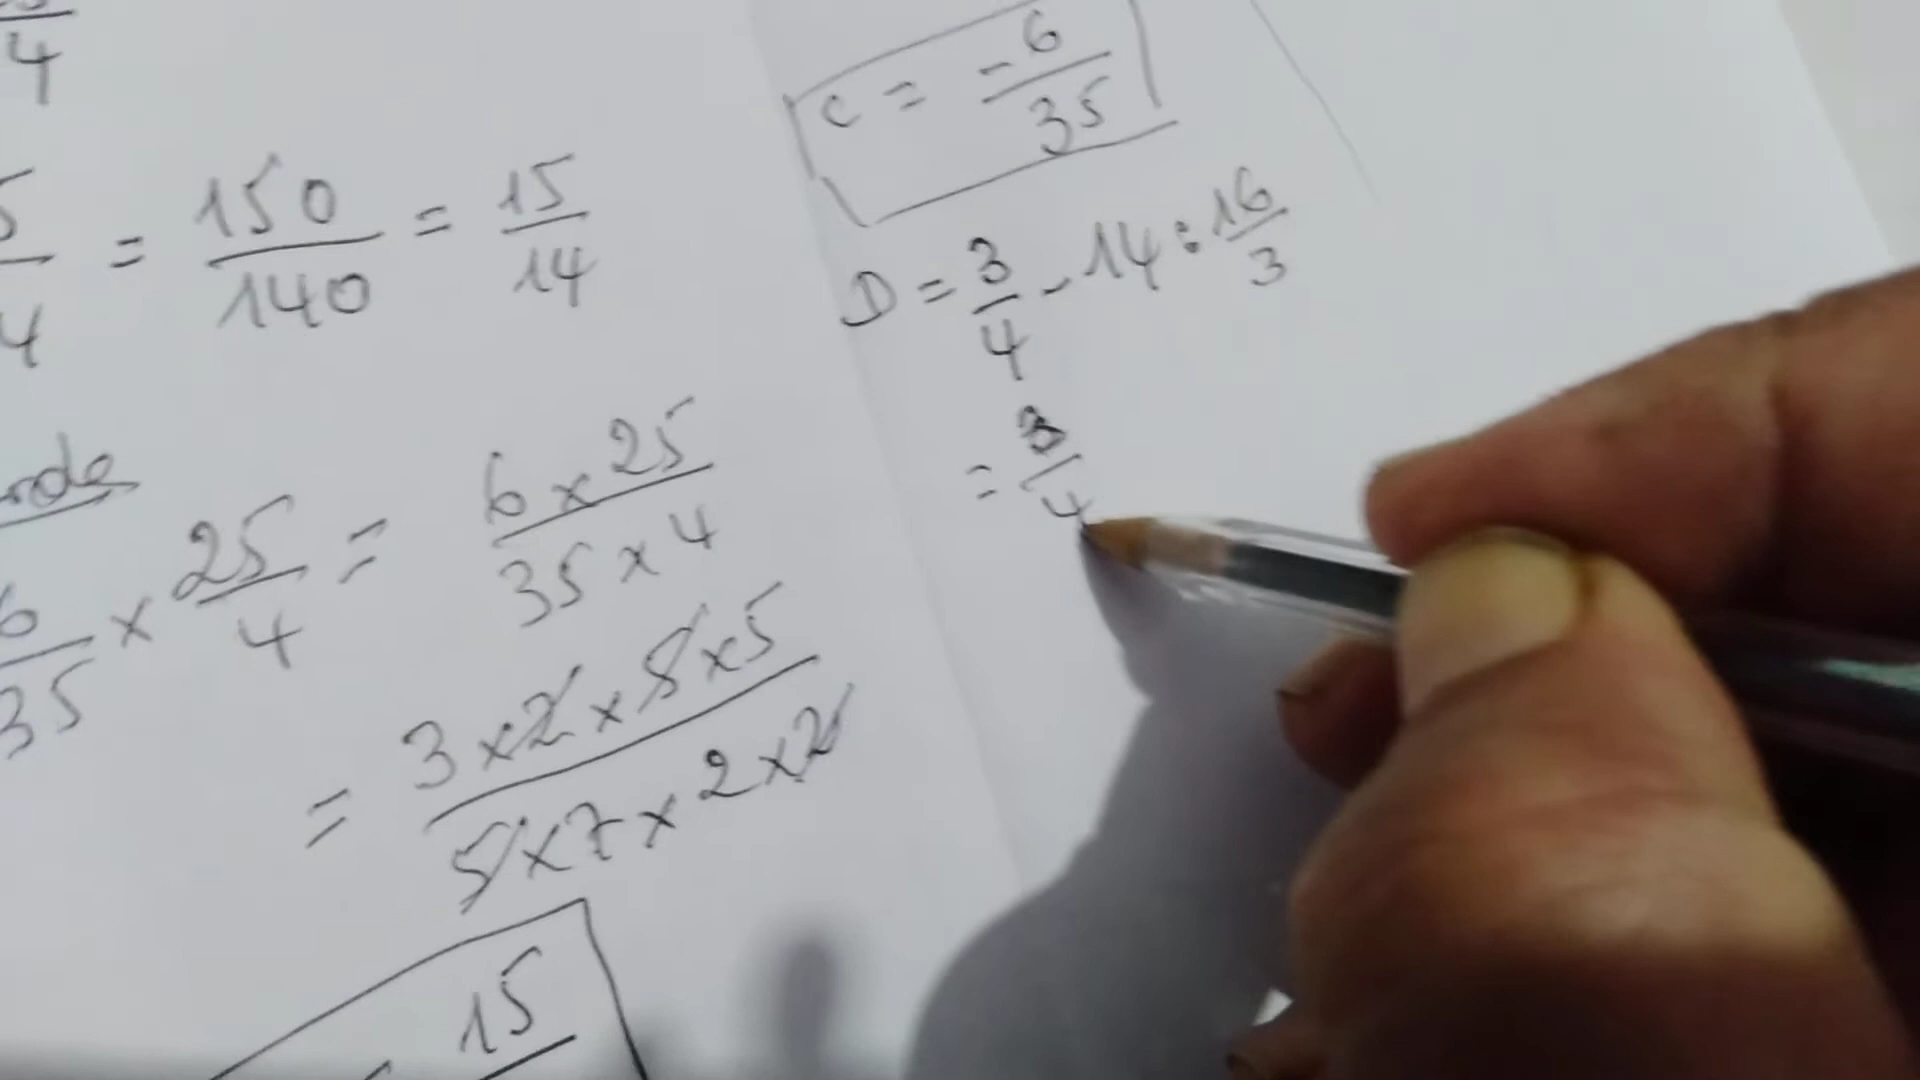 4
4 = 150/140 = 15/14
6/35 × 25/4 = 6 × 25 / 35 × 4
= 3 × 2 × 5 × 5 / 5 × 7 × 2 × 2
15
C = -6/35
D = 3/4 - 14 : 16/3
= 3/4